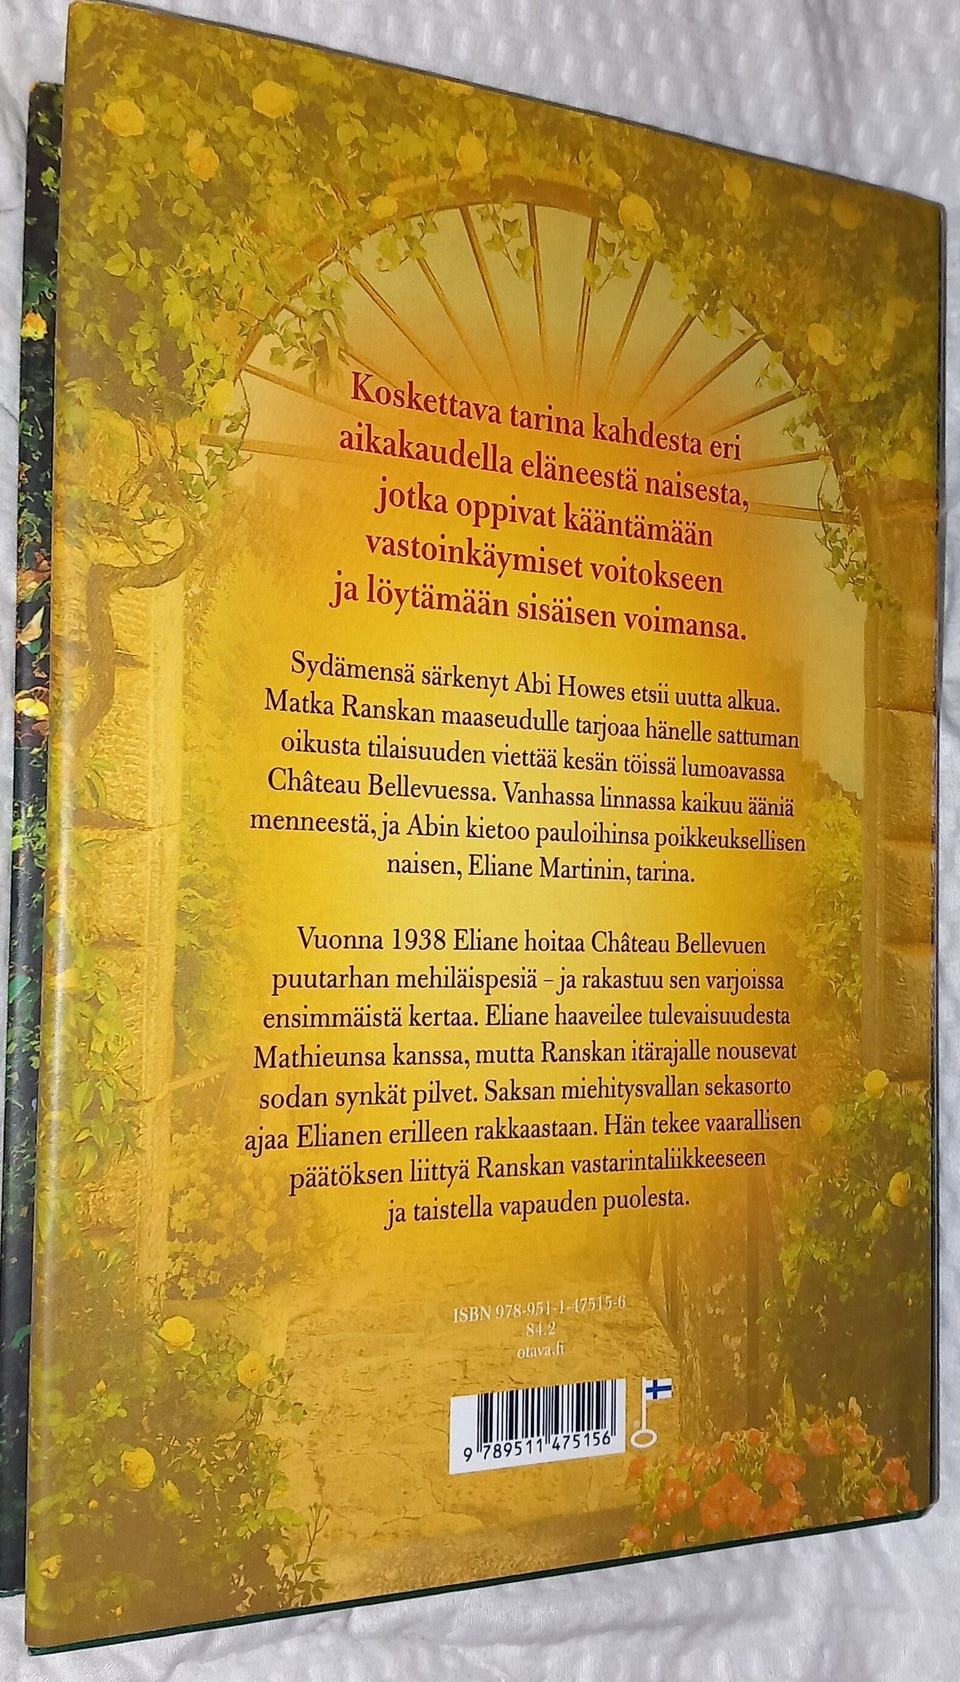 Koskettava tarina kahdesta eri
aikakaudella eläneestä naisesta,
jotka oppivat kääntämään
vastoinkäymiset voitokseen
ja löytämään sisäisen voimansa.
Sydämensä särkenyt Abi Howes etsii uutta alkua.
Matka Ranskan maaseudulle tarjoaa hänelle sattuman
oikusta tilaisuuden viettää kesän töissä lumoavassa
Château Bellevuessa. Vanhassa linnassa kaikuu ääniä
menneestä, ja Abin kietoo pauloihinsa poikkeuksellisen
naisen, Eliane Martinin, tarina.
Vuonna 1938 Eliane hoitaa Château Bellevuen
puutarhan mehiläispesiä – ja rakastuu sen varjoissa
ensimmäistä kertaa. Eliane haaveilee tulevaisuudesta
Mathieunsa kanssa, mutta Ranskan itärajalle nousevat
sodan synkät pilvet. Saksan miehitysvallan sekasorto
ajaa Elianen erilleen rakkaastaan. Hän tekee vaarallisen
päätöksen liittyä Ranskan vastarintaliikkeeseen
ja taistella vapauden puolesta.
ISBN 978-951-1-47515-6
84.2
otava.fi
9 789511 475156